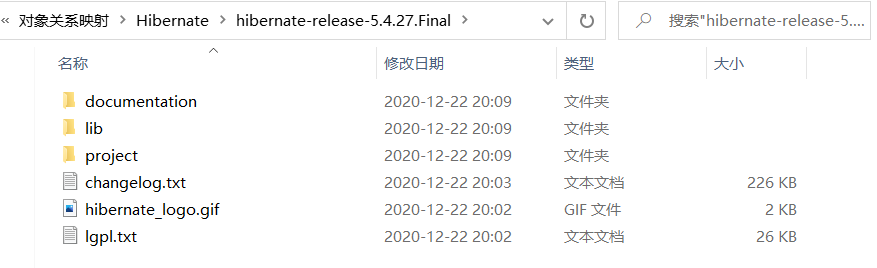 « 对象关系映射 > Hibernate > hibernate-release-5.4.27.Final > 搜索"hibernate-release-5....
名称 修改日期 类型 大小
documentation 2020-12-22 20:09 文件夹
lib 2020-12-22 20:09 文件夹
project 2020-12-22 20:09 文件夹
changelog.txt 2020-12-22 20:03 文本文档 226 KB
hibernate_logo.gif 2020-12-22 20:02 GIF 文件 2 KB
lgpl.txt 2020-12-22 20:02 文本文档 26 KB